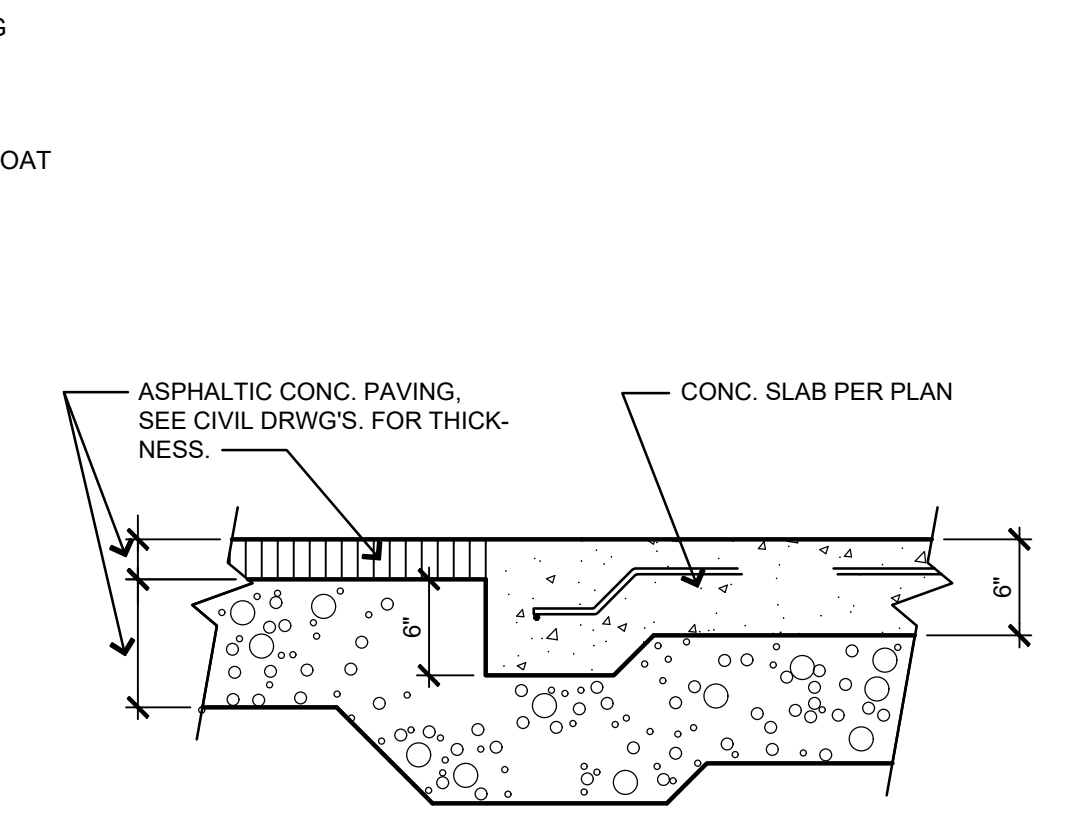 G
OAT
ASPHALTIC CONC. PAVING,
SEE CIVIL DRWG'S. FOR THICK-
NESS.
CONC. SLAB PER PLAN
6"
6"